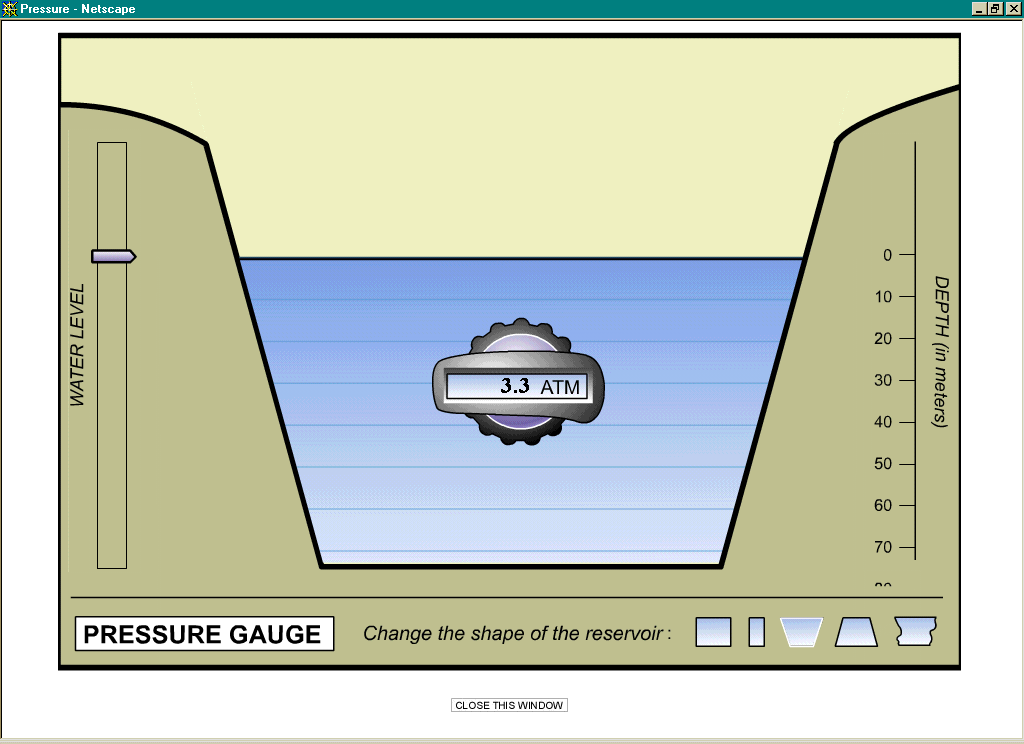 Pressure - Netscape
WATER LEVEL
3.3 ATM
0
10
20
30
40
50
60
70
DEPTH (in meters)
PRESSURE GAUGE
Change the shape of the reservoir :
CLOSE THIS WINDOW